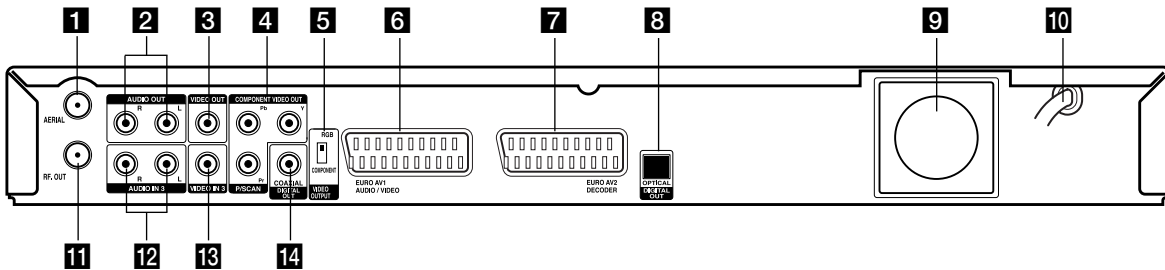 1 2 3 4 5 6 7 8 9 10
AERIAL
AUDIO OUT
R L
VIDEO OUT
COMPONENT VIDEO OUT
Pb Y
RGB
COMPONENT
VIDEO
OUTPUT
EURO AV1
AUDIO / VIDEO
EURO AV2
DECODER
OPTICAL
DIGITAL
OUT
RF. OUT
R L
AUDIO IN 3
VIDEO IN 3
Pr
P/SCAN
COAXIAL
DIGITAL
OUT
11 12 13 14